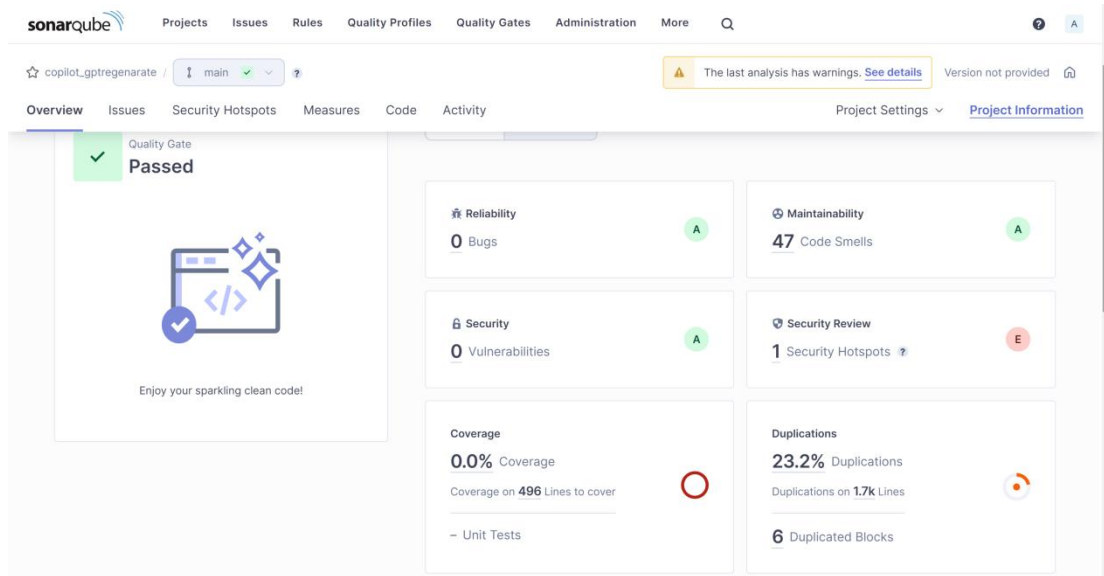 sonarqube Projects Issues Rules Quality Profiles Quality Gates Administration More ? A
copilot_gptregenarate / main ? The last analysis has warnings. See details Version not provided
Overview Issues Security Hotspots Measures Code Activity Project Settings Project Information
Quality Gate
Passed
Enjoy your sparkling clean code!
Reliability
0 Bugs
A
Maintainability
47 Code Smells
A
Security
0 Vulnerabilities
A
Security Review
1 Security Hotspots ?
E
Coverage
0.0% Coverage
Coverage on 496 Lines to cover
– Unit Tests
Duplications
23.2% Duplications
Duplications on 1.7k Lines
6 Duplicated Blocks